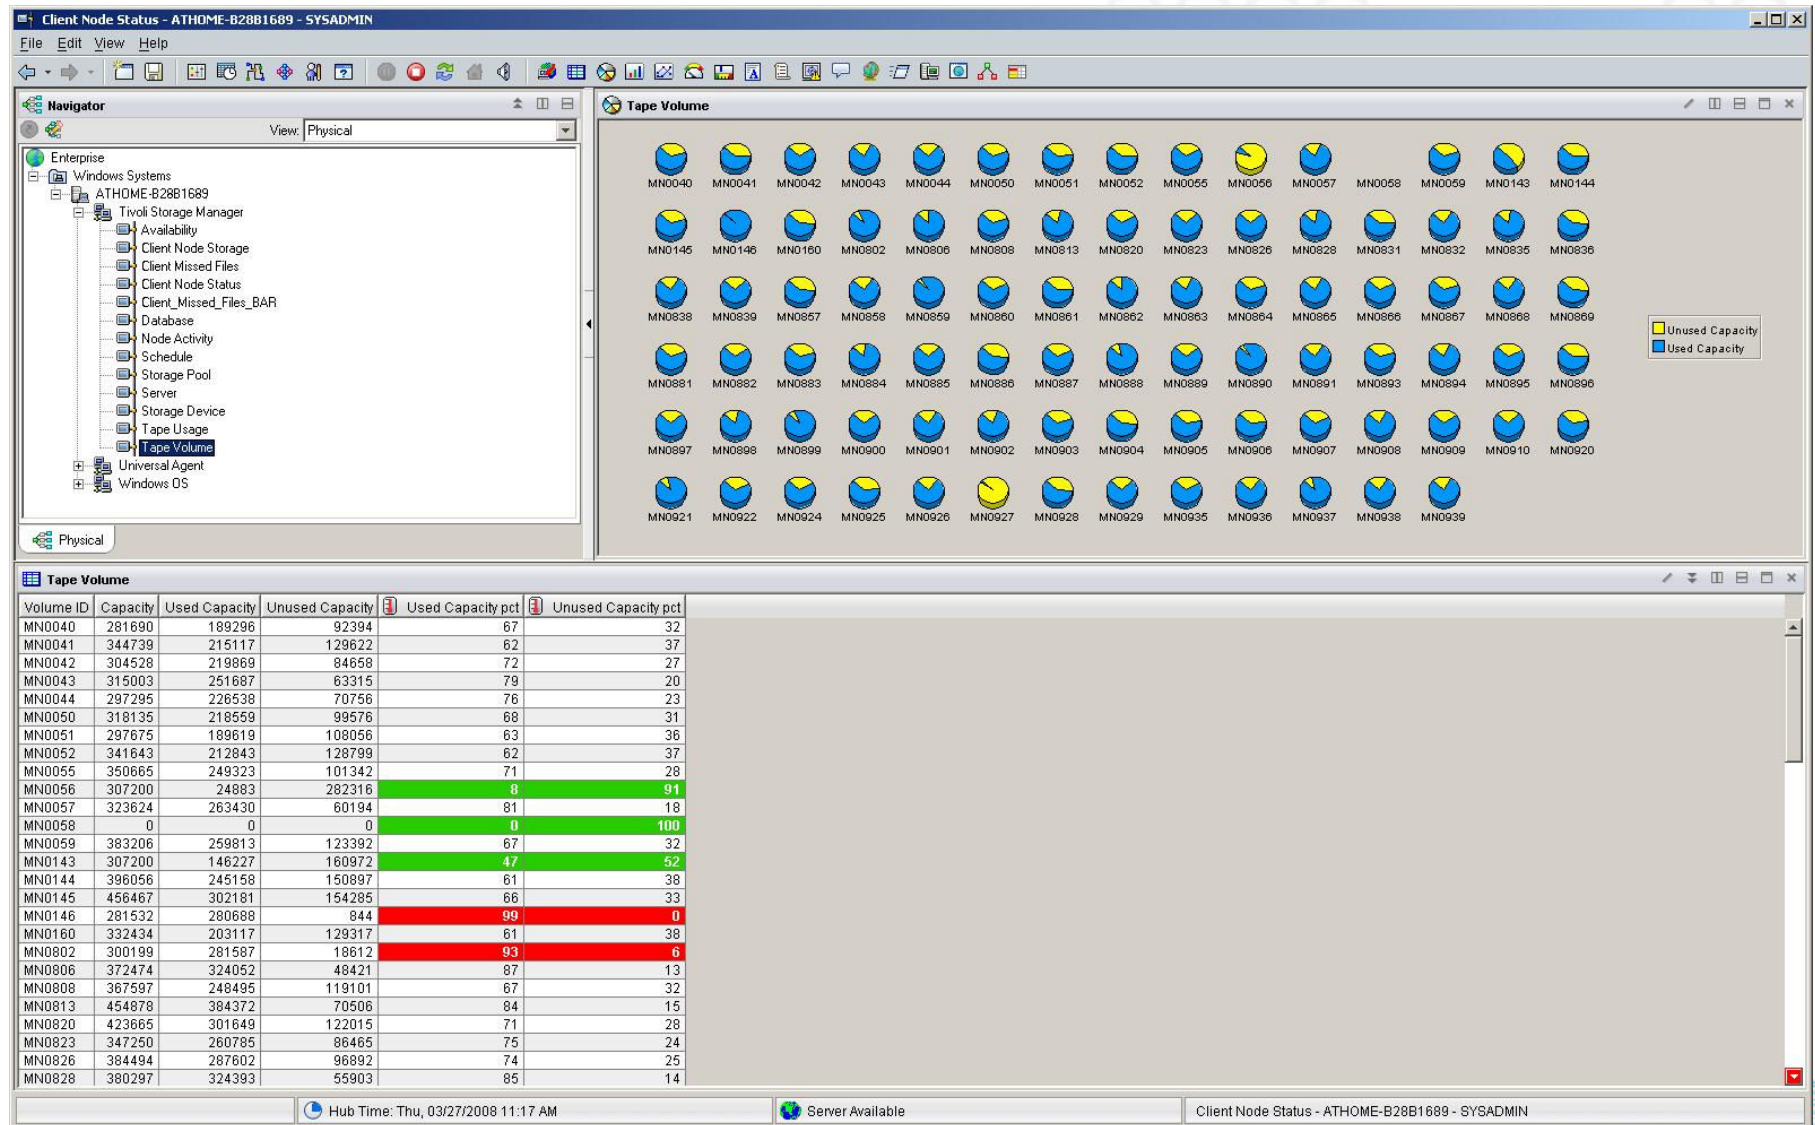 Client Node Status - ATHOME-B28B1689 - SYSADMIN
File Edit View Help
Navigator
View: Physical
Enterprise
Windows Systems
ATHOME-B28B1689
Tivoli Storage Manager
Availability
Client Node Storage
Client Missed Files
Client Node Status
Client_Missed_Files_BAR
Database
Node Activity
Schedule
Storage Pool
Server
Storage Device
Tape Usage
Tape Volume
Universal Agent
Windows OS
Physical
Tape Volume
MN0040 MN0041 MN0042 MN0043 MN0044 MN0050 MN0051 MN0052 MN0055 MN0056 MN0057 MN0058 MN0059 MN0143 MN0144
MN0145 MN0146 MN0160 MN0802 MN0806 MN0808 MN0813 MN0820 MN0823 MN0826 MN0828 MN0831 MN0832 MN0835 MN0836
MN0838 MN0839 MN0857 MN0858 MN0859 MN0860 MN0861 MN0862 MN0863 MN0864 MN0865 MN0866 MN0867 MN0868 MN0869
MN0881 MN0882 MN0883 MN0884 MN0885 MN0886 MN0887 MN0888 MN0889 MN0890 MN0891 MN0893 MN0894 MN0895 MN0896
MN0897 MN0898 MN0899 MN0900 MN0901 MN0902 MN0903 MN0904 MN0905 MN0906 MN0907 MN0908 MN0909 MN0910 MN0920
MN0921 MN0922 MN0924 MN0925 MN0926 MN0927 MN0928 MN0929 MN0935 MN0936 MN0937 MN0938 MN0939
Unused Capacity
Used Capacity
Tape Volume
Volume ID Capacity Used Capacity Unused Capacity Used Capacity pct Unused Capacity pct
MN0040 281690 189296 92394 67 32
MN0041 344739 215117 129622 62 37
MN0042 304528 219869 84658 72 27
MN0043 315003 251687 63315 79 20
MN0044 297295 226538 70756 76 23
MN0050 318135 218559 99576 68 31
MN0051 297675 189619 108056 63 36
MN0052 341643 212843 128799 62 37
MN0055 350665 249323 101342 71 28
MN0056 307200 24883 282316 8 91
MN0057 323624 263430 60194 81 18
MN0058 0 0 0 0 100
MN0059 383206 259813 123392 67 32
MN0143 307200 146227 160972 47 52
MN0144 396056 245158 150897 61 38
MN0145 456467 302181 154285 66 33
MN0146 281532 280688 844 99 0
MN0160 332434 203117 129317 61 38
MN0802 300199 281587 18612 93 6
MN0806 372474 324052 48421 87 13
MN0808 367597 248495 119101 67 32
MN0813 454878 384372 70506 84 15
MN0820 423665 301649 122015 71 28
MN0823 347250 260785 86465 75 24
MN0826 384494 287602 96892 74 25
MN0828 380297 324393 55903 85 14
Hub Time: Thu, 03/27/2008 11:17 AM
Server Available
Client Node Status - ATHOME-B28B1689 - SYSADMIN